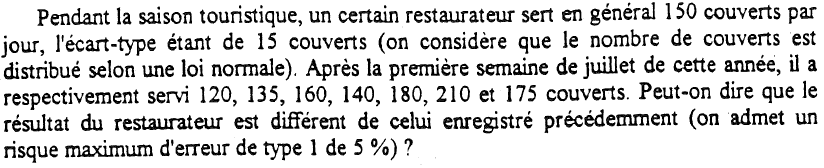 Pendant la saison touristique, un certain restaurateur sert en général 150 couverts par
jour, l'écart-type étant de 15 couverts (on considère que le nombre de couverts est
distribué selon une loi normale). Après la première semaine de juillet de cette année, il a
respectivement servi 120, 135, 160, 140, 180, 210 et 175 couverts. Peut-on dire que le
résultat du restaurateur est différent de celui enregistré précédemment (on admet un
risque maximum d'erreur de type 1 de 5 %) ?